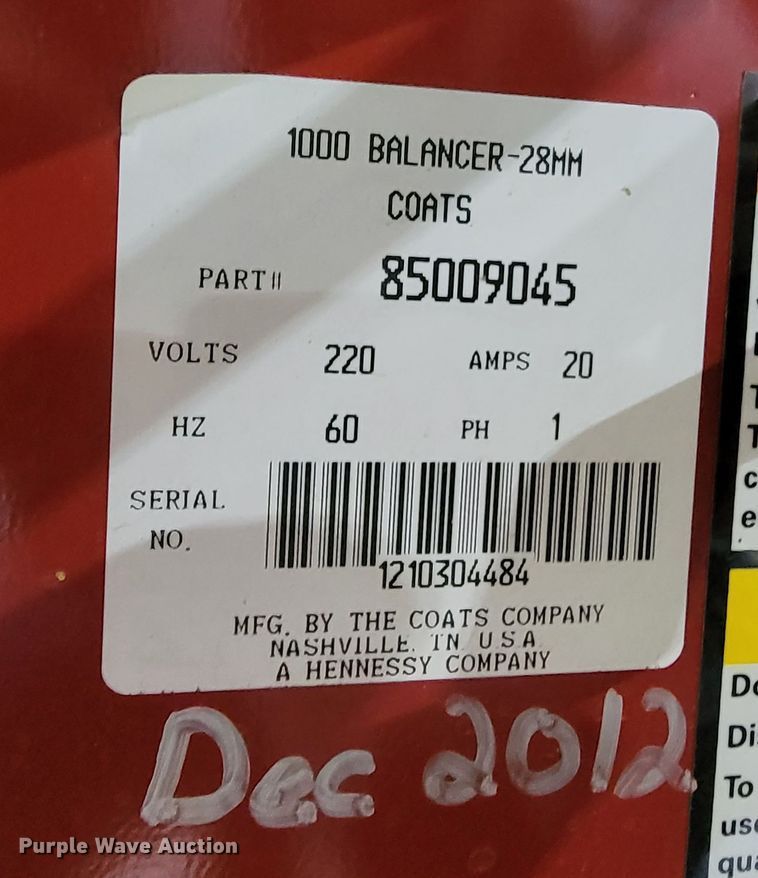 1000 BALANCER-28MM
COATS
PART# 85009045
VOLTS 220 AMPS 20
HZ 60 PH 1
SERIAL
NO.
1210304484
MFG. BY THE COATS COMPANY
NASHVILLE. TN U S A
A HENNESSY COMPANY
Dec 2012
To
Purple Wave Auction